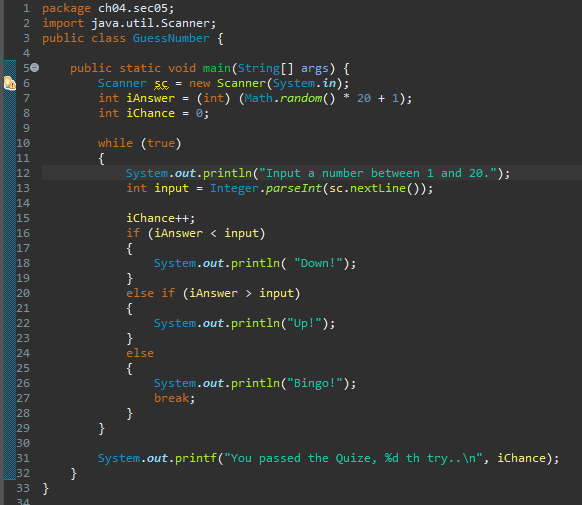 1 package ch04.sec05;
2 import java.util.Scanner;
3 public class GuessNumber {
4
5 public static void main(String[] args) {
6 Scanner sc = new Scanner(System.in);
7 int iAnswer = (int) (Math.random() * 20 + 1);
8 int iChance = 0;
9
10 while (true)
11 {
12 System.out.println("Input a number between 1 and 20.");
13 int input = Integer.parseInt(sc.nextLine());
14
15 iChance++;
16 if (iAnswer < input)
17 {
18 System.out.println( "Down!");
19 }
20 else if (iAnswer > input)
21 {
22 System.out.println("Up!");
23 }
24 else
25 {
26 System.out.println("Bingo!");
27 break;
28 }
29 }
30
31 System.out.printf("You passed the Quize, %d th try..\n", iChance);
32 }
33 }
34